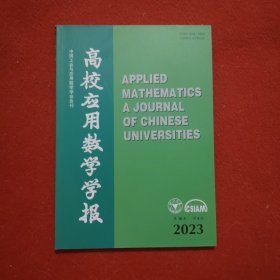 高校应用数学学报
APPLIED
MATHEMATICS
A JOURNAL
OF CHINESE
UNIVERSITIES
CSIAM
2023